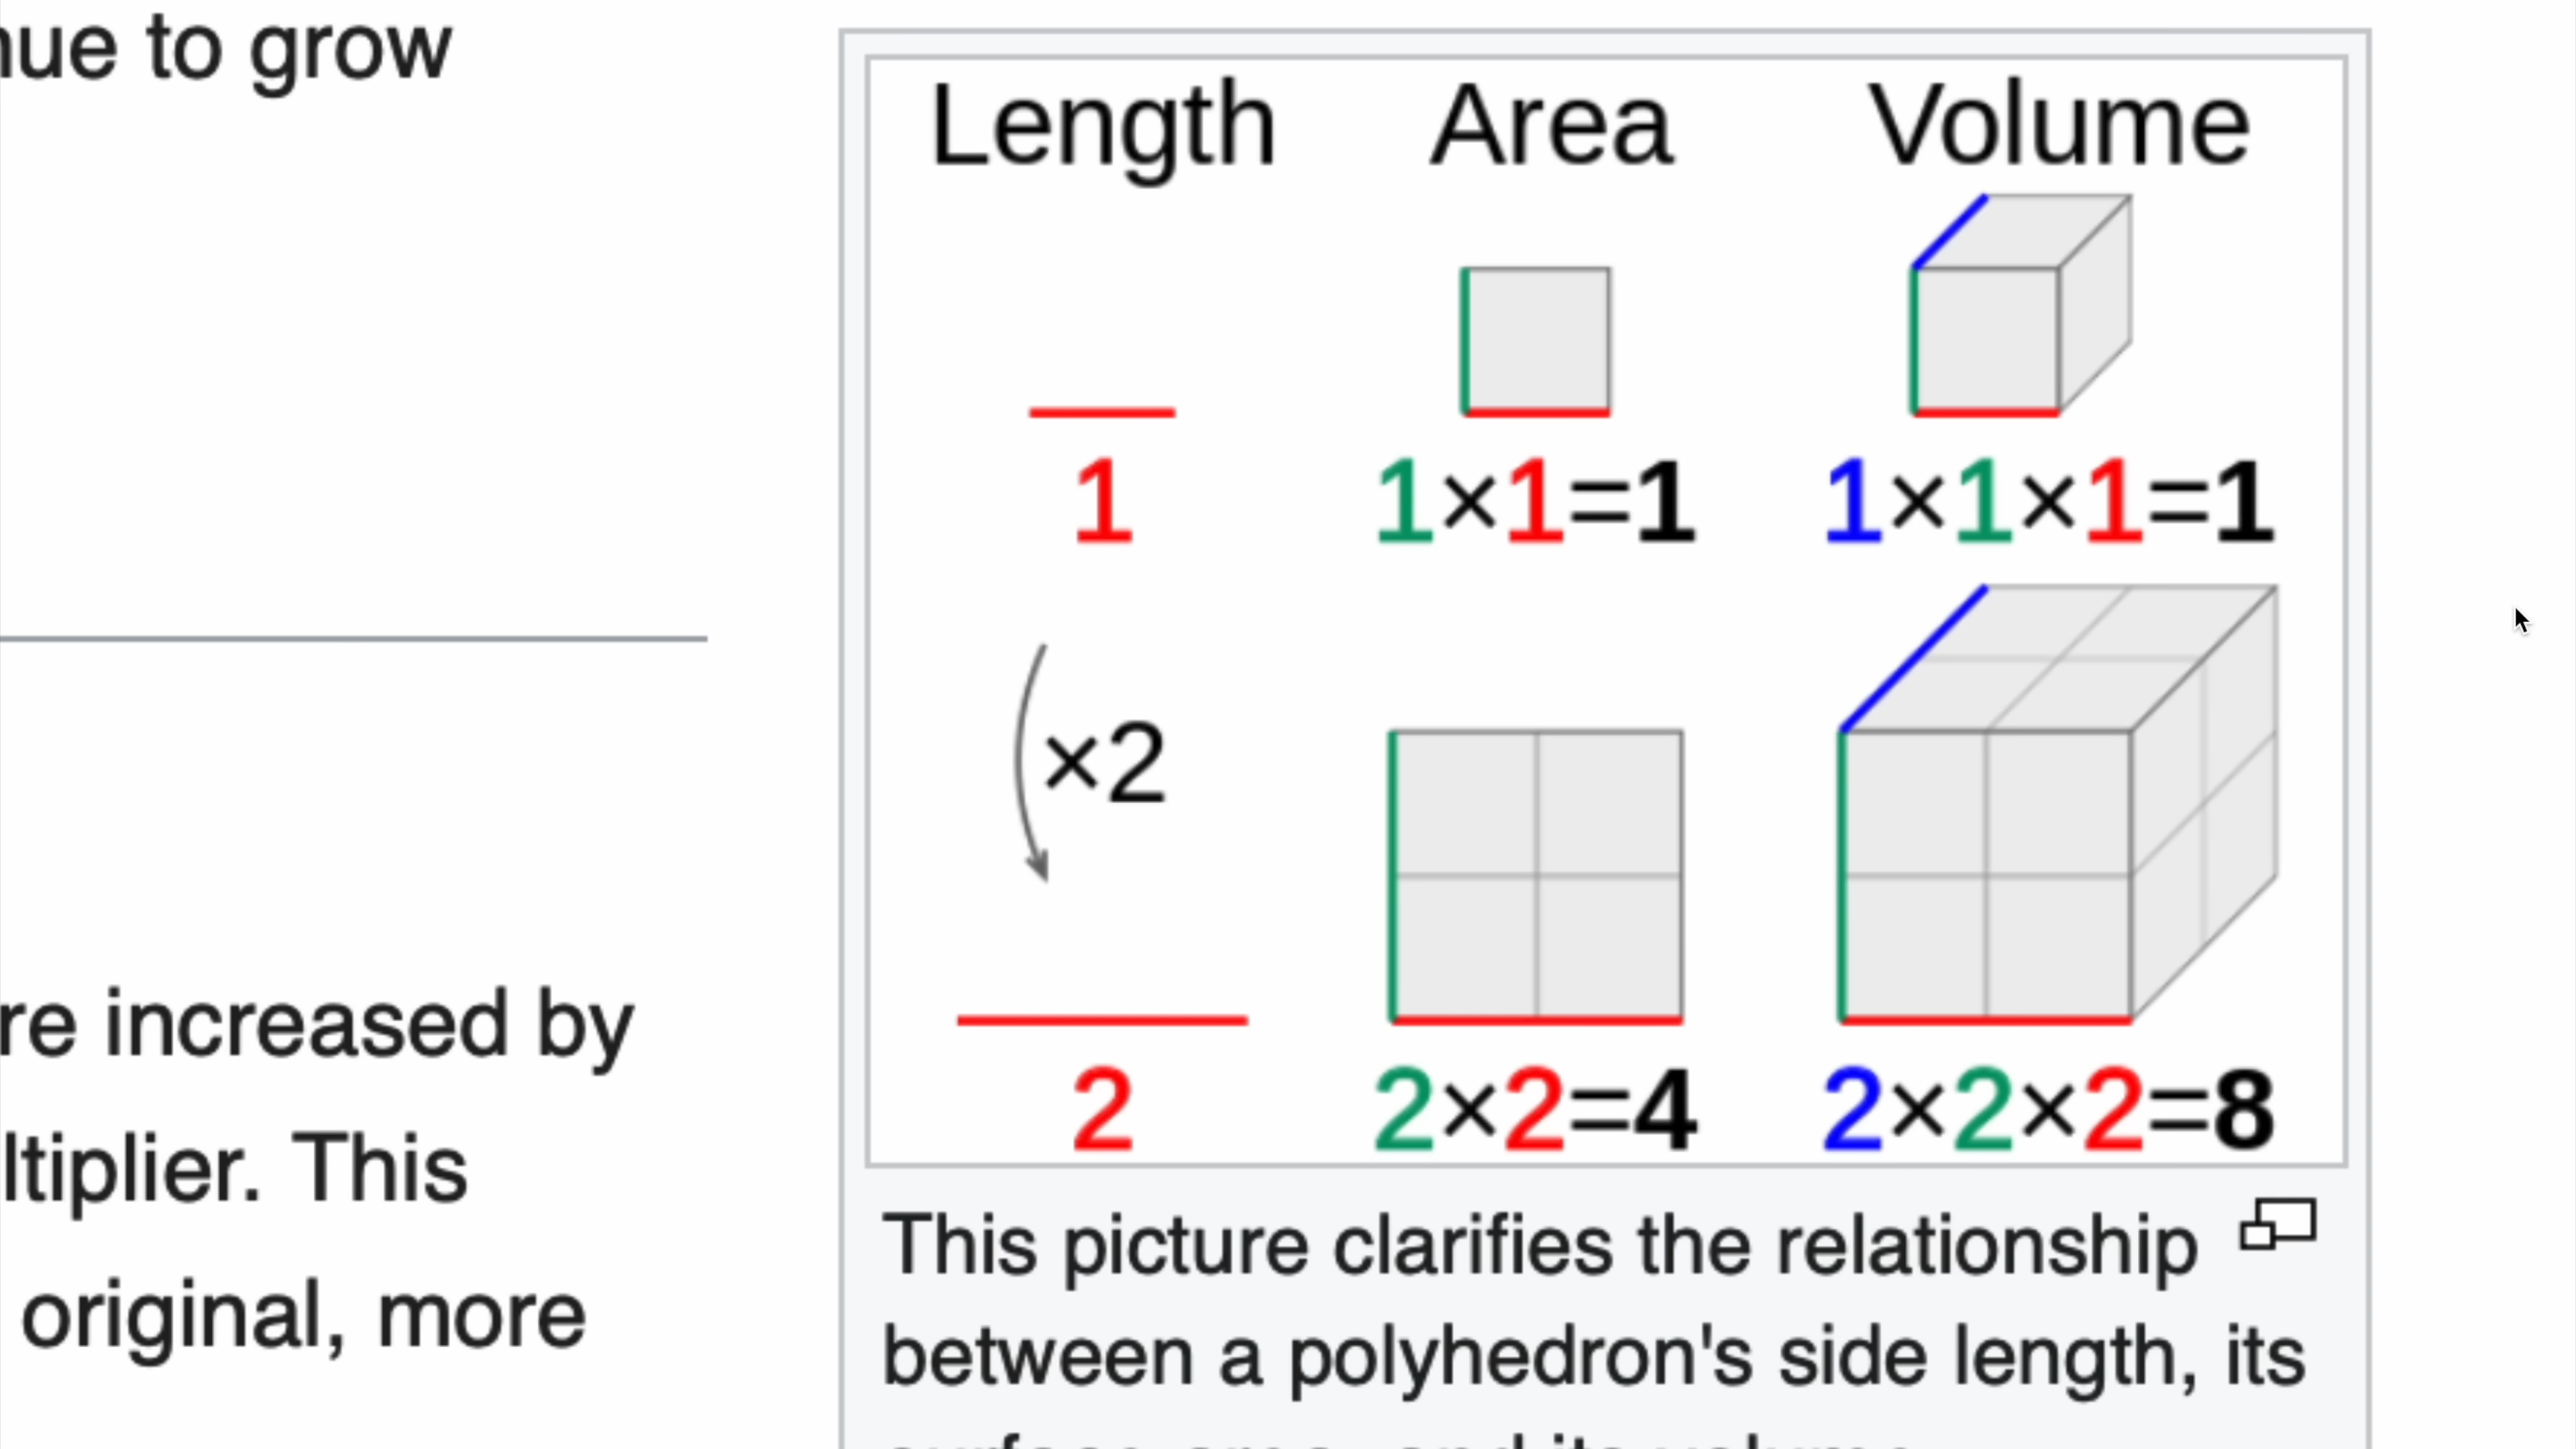 nue to grow
re increased by
ltiplier. This
original, more
Length Area Volume
1 1×1=1 1×1×1=1
×2
2 2×2=4 2×2×2=8
This picture clarifies the relationship
between a polyhedron's side length, its